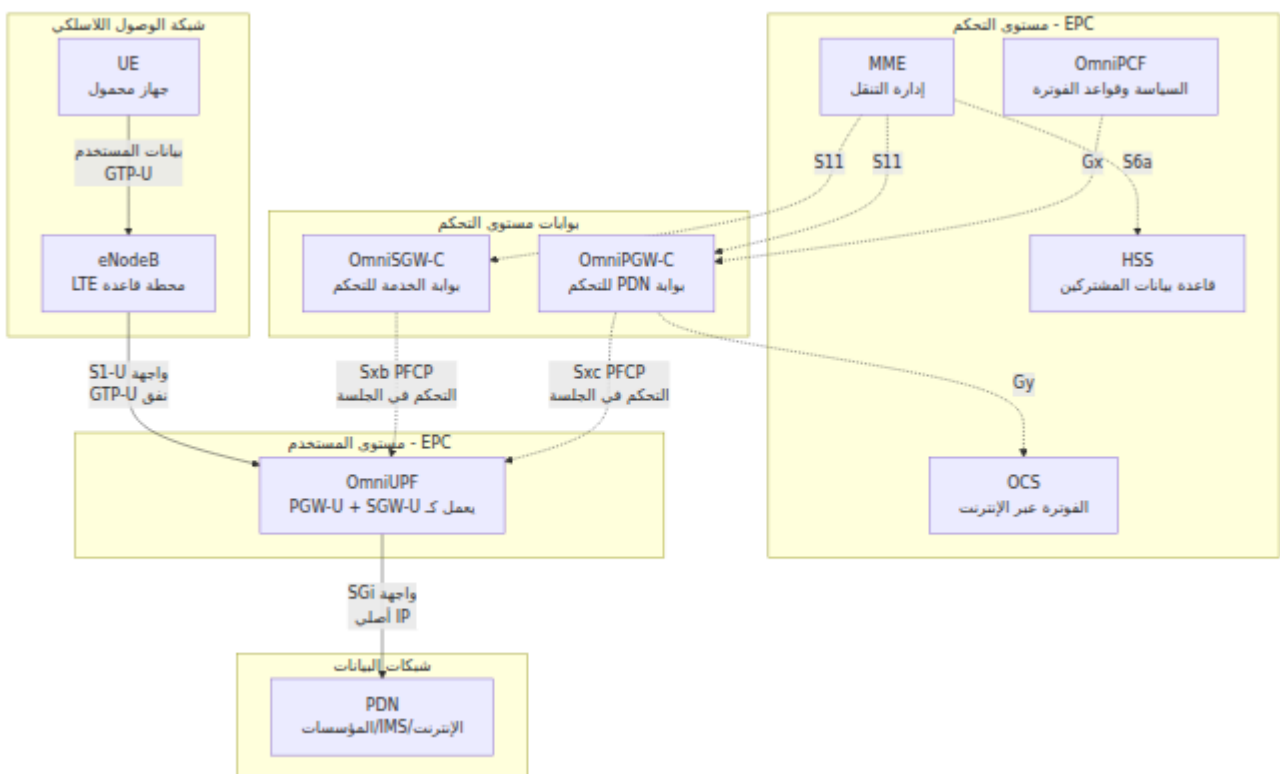 شبكة الوصول اللاسلكي
UE
جهاز محمول
بيانات المستخدم
GTP-U
eNodeB
محطة قاعدة LTE
واجهة S1-U
نفق GTP-U
EPC - مستوى التحكم
MME
إدارة التنقل
OmniPCF
السياسة وقواعد الفوترة
S11
S11
Gx
S6a
HSS
قاعدة بيانات المشتركين
Gy
OCS
الفوترة عبر الإنترنت
بوابات مستوى التحكم
OmniSGW-C
بوابة الخدمة للتحكم
OmniPGW-C
بوابة PDN للتحكم
Sxb PFCP
التحكم في الجلسة
Sxc PFCP
التحكم في الجلسة
EPC - مستوى المستخدم
OmniUPF
يعمل كـ PGW-U + SGW-U
واجهة SGi
IP أصلي
شبكات البيانات
PDN
الإنترنت/IMS/المؤسسات